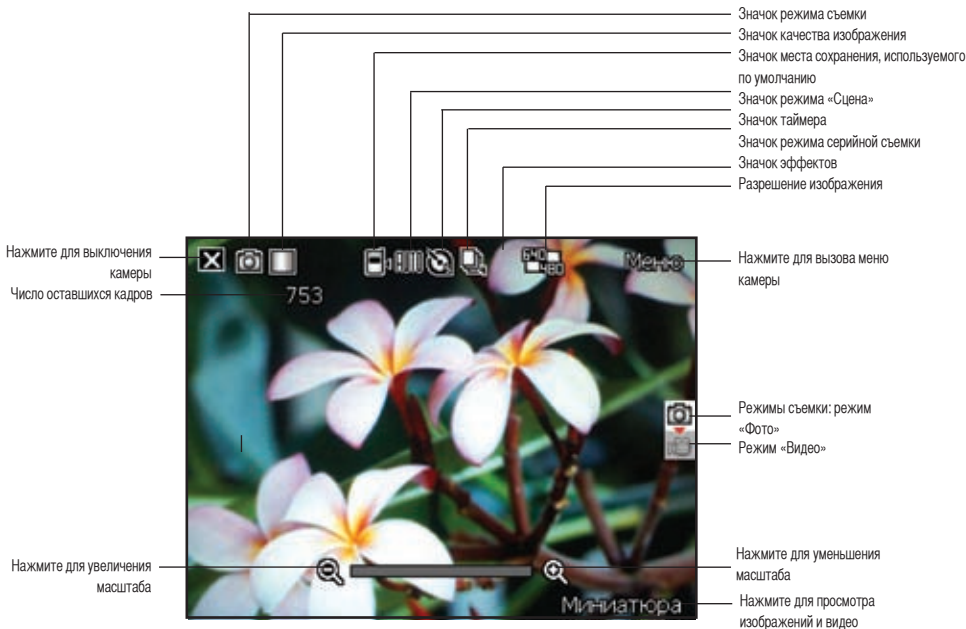 Значок режима съемки
Значок качества изображения
Значок места сохранения, используемого
по умолчанию
Значок режима «Сцена»
Значок таймера
Значок режима серийной съемки
Значок эффектов
Разрешение изображения
Нажмите для выключения
камеры
Число оставшихся кадров
640
480
Меню
753
Нажмите для вызова меню
камеры
Режимы съемки: режим
«Фото»
Режим «Видео»
Нажмите для увеличения
масштаба
Нажмите для уменьшения
масштаба
Миниатюра
Нажмите для просмотра
изображений и видео